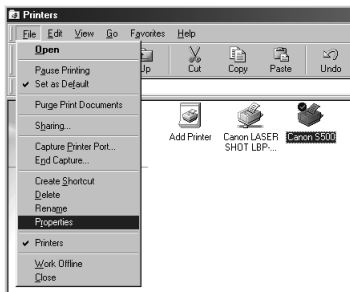 Printers
File Edit View Go Favorites Help
Up Cut Copy Paste Undo
Open
Pause Printing
Set as Default
Purge Print Documents
Sharing...
Capture Printer Port...
End Capture...
Create Shortcut
Delete
Rename
Properties
Printers
Work Offline
Close
Add Printer
Canon LASER
SHOT LBP-...
Canon S500